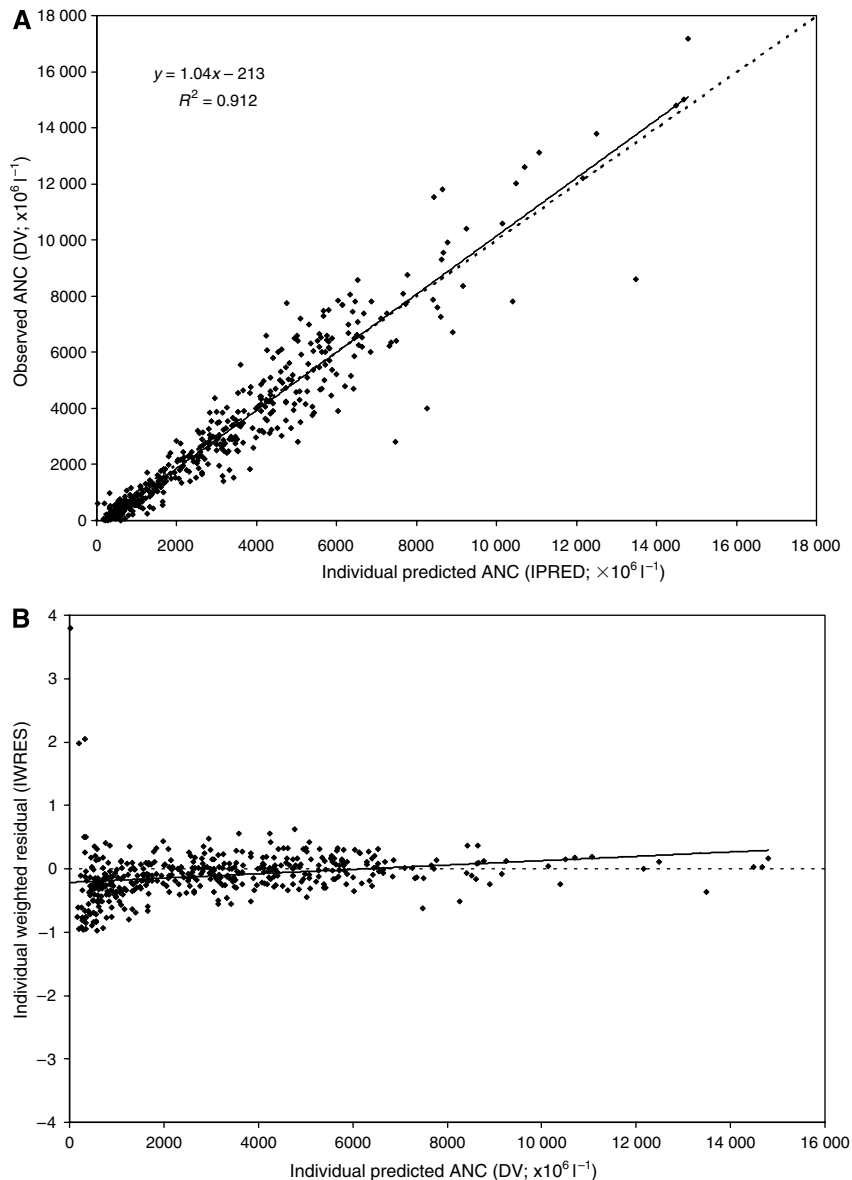 A
18 000
16 000
14 000
12 000
10 000
8000
6000
4000
2000
0
y = 1.04x – 213
R² = 0.912
Observed ANC (DV; x10⁶ l⁻¹)
0 2000 4000 6000 8000 10 000 12 000 14 000 16 000 18 000
Individual predicted ANC (IPRED; ×10⁶ l⁻¹)
B
4
3
2
1
0
–1
–2
–3
–4
Individual weighted residual (IWRES)
0 2000 4000 6000 8000 10 000 12 000 14 000 16 000
Individual predicted ANC (DV; x10⁶ l⁻¹)